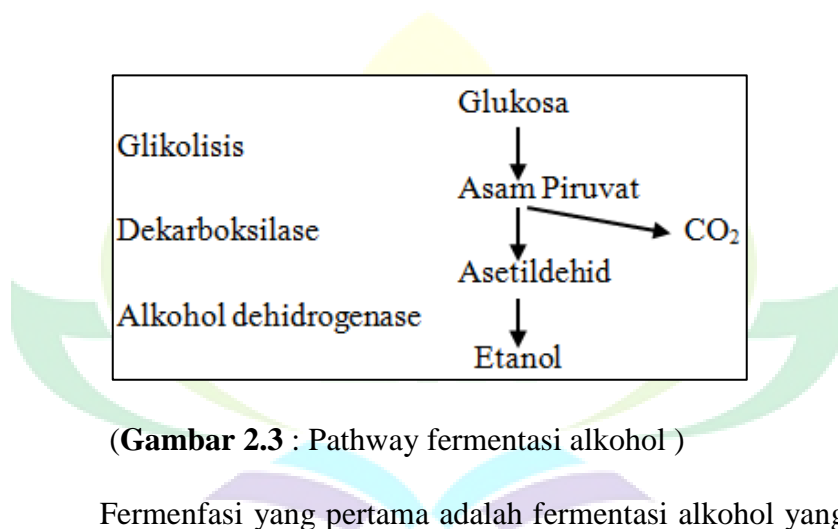 Glukosa
Glikolisis
Asam Piruvat
Dekarboksilase
CO₂
Asetildehid
Alkohol dehidrogenase
Etanol
(Gambar 2.3 : Pathway fermentasi alkohol )
Fermenfasi yang pertama adalah fermentasi alkohol yang